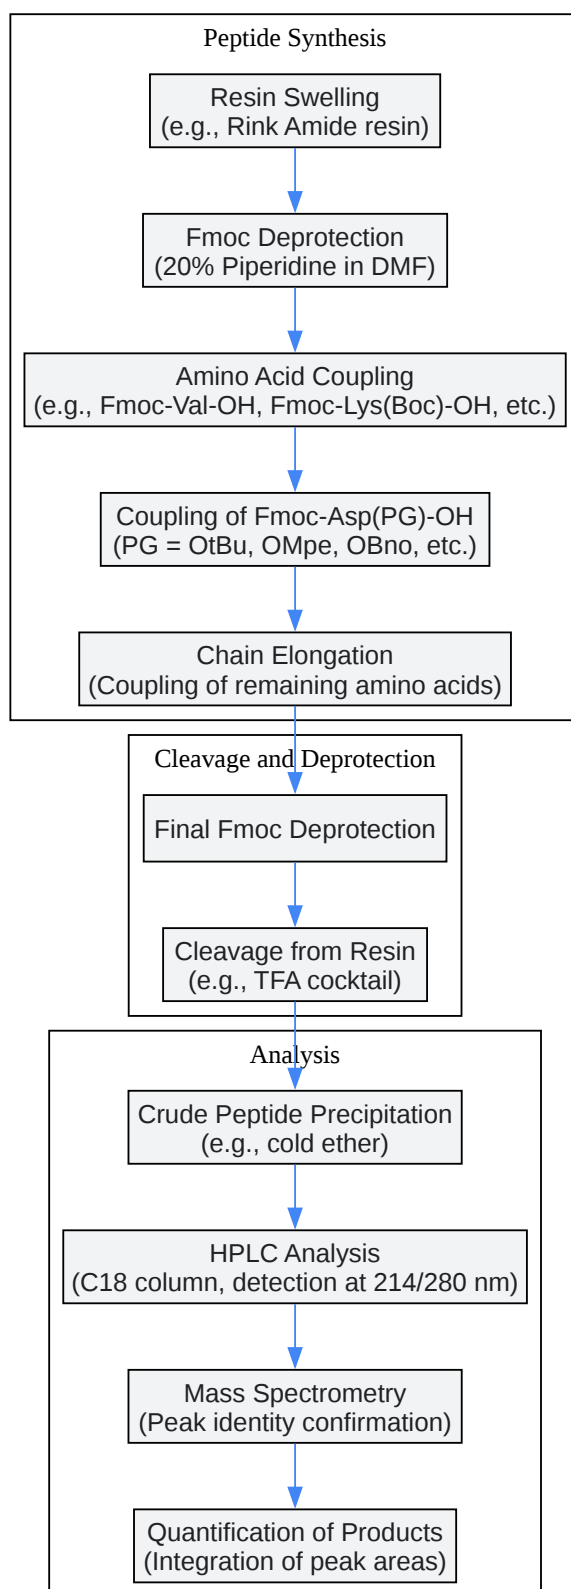 Peptide Synthesis
Resin Swelling
(e.g., Rink Amide resin)
Fmoc Deprotection
(20% Piperidine in DMF)
Amino Acid Coupling
(e.g., Fmoc-Val-OH, Fmoc-Lys(Boc)-OH, etc.)
Coupling of Fmoc-Asp(PG)-OH
(PG = OtBu, OMpe, OBno, etc.)
Chain Elongation
(Coupling of remaining amino acids)
Cleavage and Deprotection
Final Fmoc Deprotection
Cleavage from Resin
(e.g., TFA cocktail)
Analysis
Crude Peptide Precipitation
(e.g., cold ether)
HPLC Analysis
(C18 column, detection at 214/280 nm)
Mass Spectrometry
(Peak identity confirmation)
Quantification of Products
(Integration of peak areas)